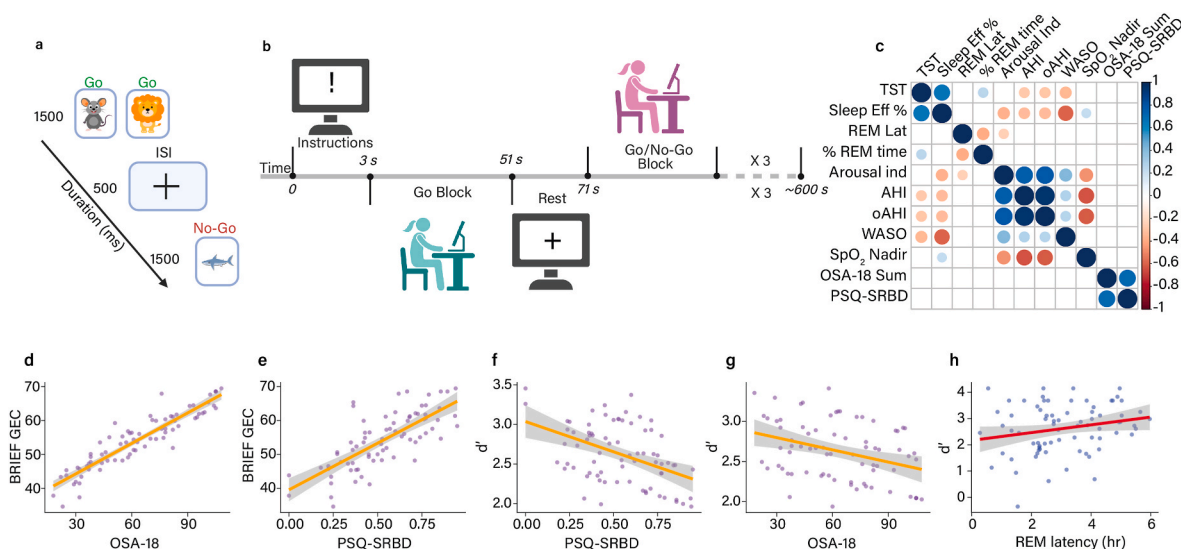 a
Go Go
1500
ISI
500
Duration (ms)
No-Go
1500
b
!
Instructions
Time
0
3 s
Go Block
51 s
Rest
71 s
Go/No-Go
Block
X 3
X 3
~600 s
c
TST
Sleep Eff %
REM Lat
% REM time
Arousal Ind
AHI
oAHI
WASO
SpO2 Nadir
OSA-18 Sum
PSQ-SRBD
TST
Sleep Eff %
REM Lat
% REM time
Arousal ind
AHI
oAHI
WASO
SpO2 Nadir
OSA-18 Sum
PSQ-SRBD
1
0.8
0.6
0.4
0.2
0
-0.2
-0.4
-0.6
-0.8
-1
d
BRIEF GEC
70
60
50
40
30 60 90
OSA-18
e
BRIEF GEC
70
60
50
40
0.00 0.25 0.50 0.75
PSQ-SRBD
f
d'
3.5
3.0
2.5
2.0
0.00 0.25 0.50 0.75
PSQ-SRBD
g
d'
3.0
2.5
2.0
30 60 90
OSA-18
h
d'
4
3
2
1
0
0 2 4 6
REM latency (hr)